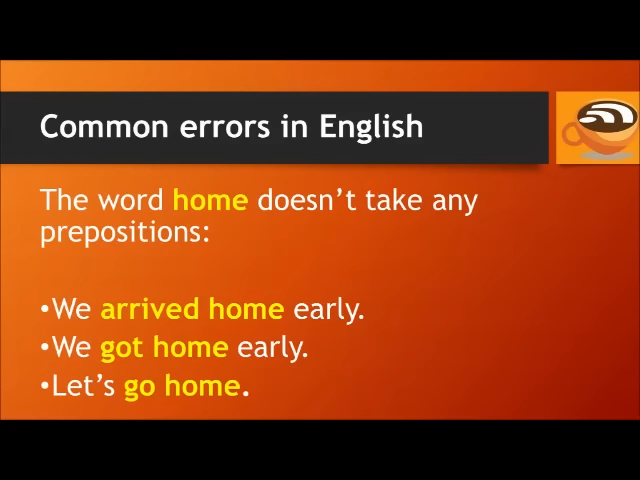 Common errors in English
The word home doesn’t take any
prepositions:
•We arrived home early.
•We got home early.
•Let’s go home.